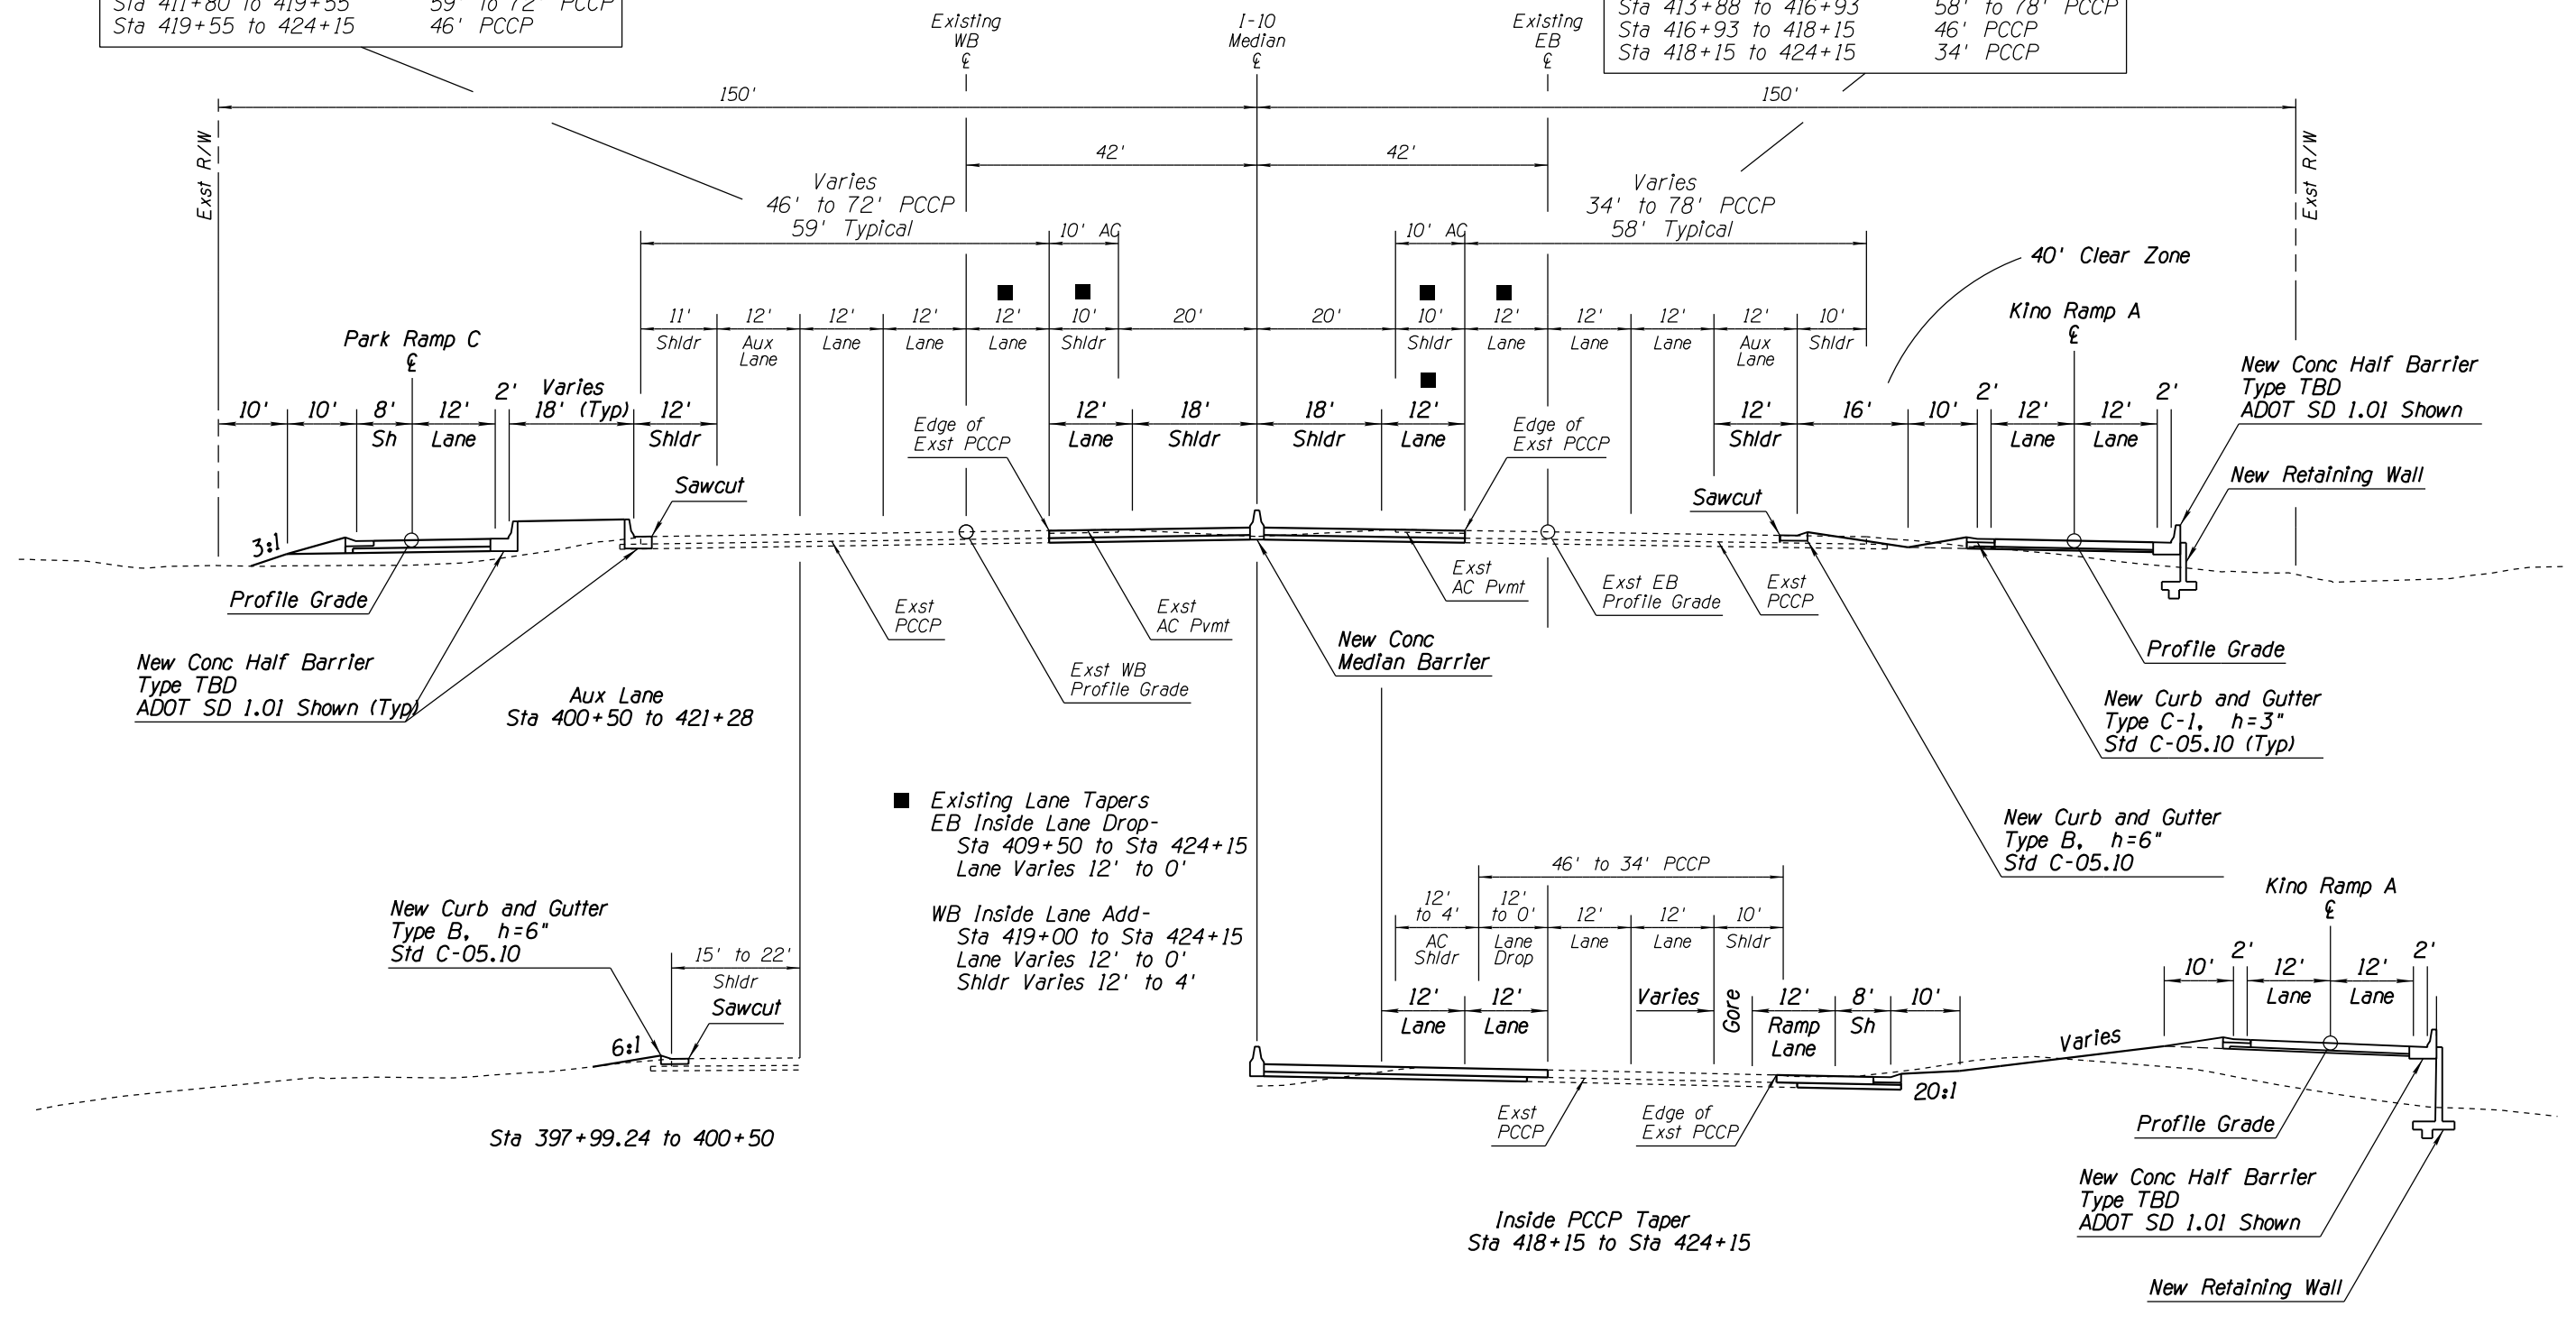 Sta 411+80 to 419+55 59' to 72' PCCP
Sta 419+55 to 424+15 46' PCCP
Existing
WB
℄
I-10
Median
℄
Existing
EB
℄
Sta 413+88 to 416+93 58' to 78' PCCP
Sta 416+93 to 418+15 46' PCCP
Sta 418+15 to 424+15 34' PCCP
150'
150'
Exst R/W
Exst R/W
42'
42'
Varies
46' to 72' PCCP
59' Typical
10' AC
10' AC
Varies
34' to 78' PCCP
58' Typical
40' Clear Zone
11'
Shldr
12'
Aux
Lane
12'
Lane
12'
Lane
12'
Lane
10'
Shldr
20'
20'
10'
Shldr
12'
Lane
12'
Lane
12'
Lane
12'
Aux
Lane
10'
Shldr
Park Ramp C
℄
Kino Ramp A
℄
New Conc Half Barrier
Type TBD
ADOT SD 1.01 Shown
10'
10'
8'
Sh
12'
Lane
2'
Varies
18' (Typ)
12'
Shldr
Edge of
Exst PCCP
12'
Lane
18'
Shldr
18'
Shldr
12'
Lane
Edge of
Exst PCCP
12'
Shldr
16'
10'
2'
12'
Lane
12'
Lane
2'
Sawcut
Sawcut
New Retaining Wall
3:1
Profile Grade
Exst
PCCP
Exst
AC Pvmt
Exst
AC Pvmt
Exst EB
Profile Grade
Exst
PCCP
New Conc Half Barrier
Type TBD
ADOT SD 1.01 Shown (Typ)
Aux Lane
Sta 400+50 to 421+28
Exst WB
Profile Grade
New Conc
Median Barrier
Profile Grade
New Curb and Gutter
Type C-1, h=3"
Std C-05.10 (Typ)
■ Existing Lane Tapers
EB Inside Lane Drop-
Sta 409+50 to Sta 424+15
Lane Varies 12' to 0'
WB Inside Lane Add-
Sta 419+00 to Sta 424+15
Lane Varies 12' to 0'
Shldr Varies 12' to 4'
New Curb and Gutter
Type B, h=6"
Std C-05.10
New Curb and Gutter
Type B, h=6"
Std C-05.10
15' to 22'
Shldr
Sawcut
6:1
Sta 397+99.24 to 400+50
46' to 34' PCCP
12'
to 4'
AC
Shldr
12'
to 0'
Lane
Drop
12'
Lane
12'
Lane
10'
Shldr
12'
Lane
12'
Lane
Varies
Gore
12'
Ramp
Lane
8'
Sh
10'
Kino Ramp A
℄
10'
2'
12'
Lane
12'
Lane
2'
Varies
20:1
Exst
PCCP
Edge of
Exst PCCP
Profile Grade
New Conc Half Barrier
Type TBD
ADOT SD 1.01 Shown
New Retaining Wall
Inside PCCP Taper
Sta 418+15 to Sta 424+15